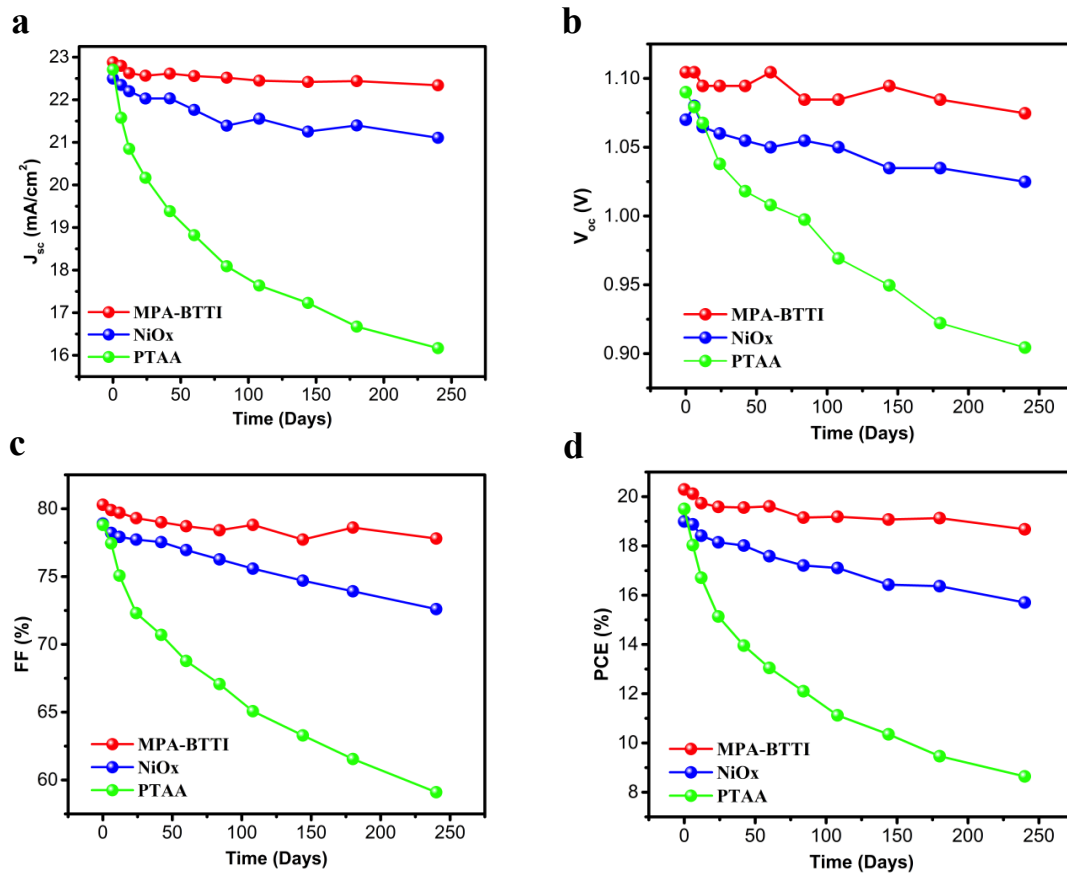 a
23
22
21
20
19
18
17
16
J_sc (mA/cm²)
MPA-BTTI
NiOx
PTAA
0 50 100 150 200 250
Time (Days)
b
1.10
1.05
1.00
0.95
0.90
V_oc (V)
MPA-BTTI
NiOx
PTAA
0 50 100 150 200 250
Time (Days)
c
80
75
70
65
60
FF (%)
MPA-BTTI
NiOx
PTAA
0 50 100 150 200 250
Time (Days)
d
20
18
16
14
12
10
8
PCE (%)
MPA-BTTI
NiOx
PTAA
0 50 100 150 200 250
Time (Days)